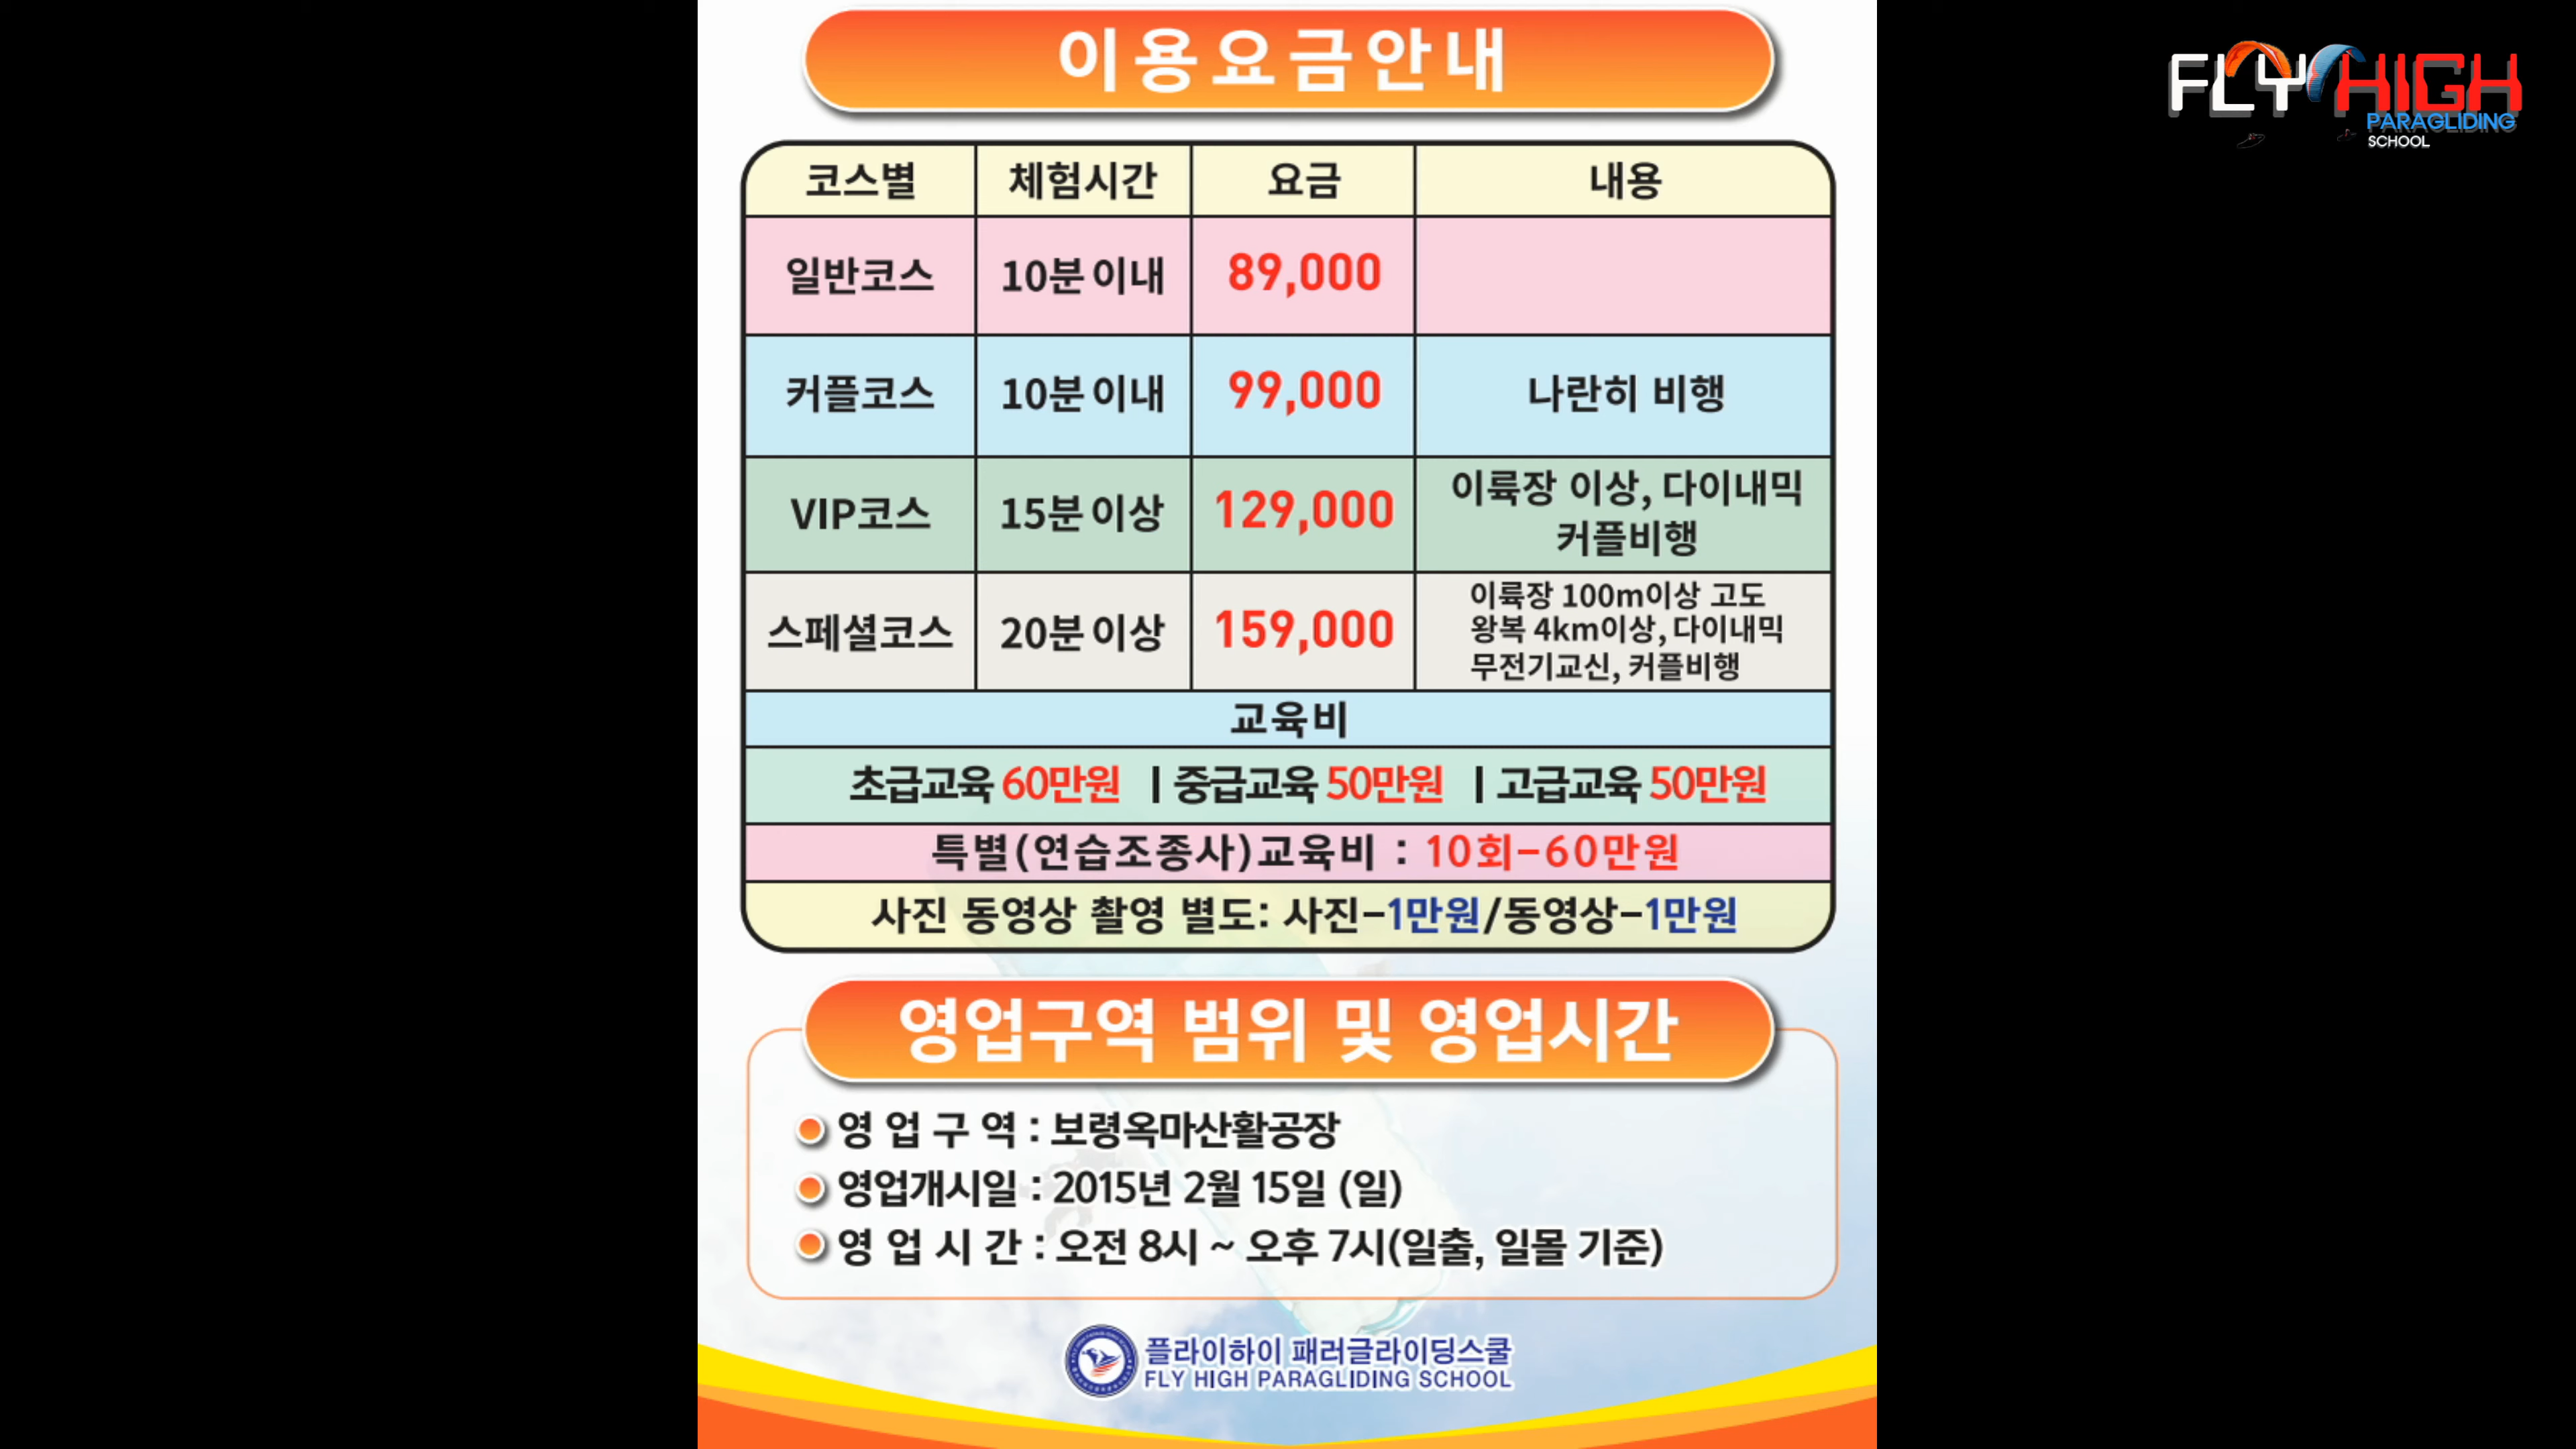 이용요금안내
FLY HIGH
PARAGLIDING
SCHOOL
코스별 체험시간 요금 내용
일반코스 10분 이내 89,000
커플코스 10분 이내 99,000 나란히 비행
VIP코스 15분 이상 129,000 이륙장 이상, 다이내믹
커플비행
스페셜코스 20분 이상 159,000 이륙장 100m이상 고도
왕복 4km이상, 다이내믹
무전기교신, 커플비행
교육비
초급교육 60만원 | 중급교육 50만원 | 고급교육 50만원
특별(연습조종사)교육비 : 10회-60만원
사진 동영상 촬영 별도: 사진-1만원/동영상-1만원
영업구역 범위 및 영업시간
영 업 구 역 : 보령옥마산활공장
영업개시일 : 2015년 2월 15일 (일)
영 업 시 간 : 오전 8시 ~ 오후 7시(일출, 일몰 기준)
플라이하이 패러글라이딩스쿨
FLY HIGH PARAGLIDING SCHOOL